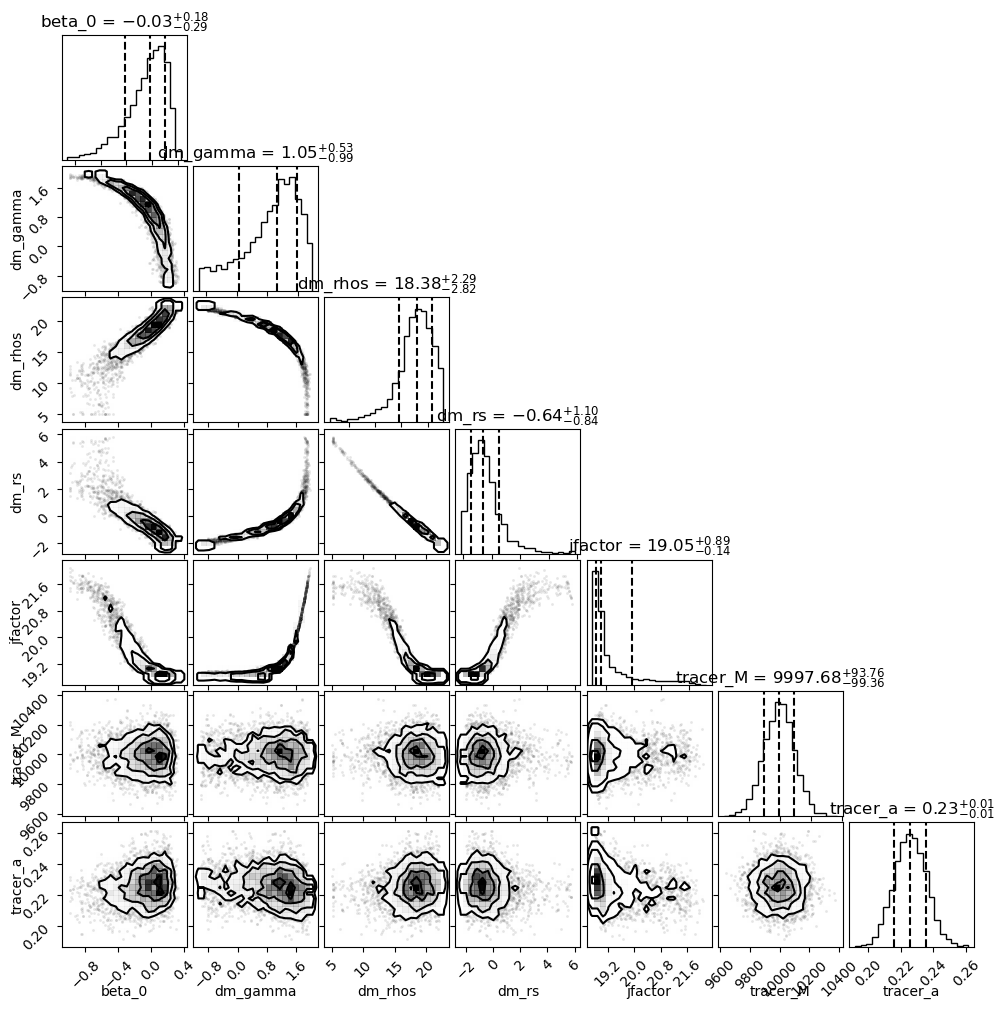 beta_0 = −0.03+0.18−0.29
dm_gamma = 1.05+0.53−0.99
dm_gamma
1.6
0.8
0.0
−0.8
dm_rhos = 18.38+2.29−2.82
dm_rhos
20
15
10
5
dm_rs = −0.64+1.10−0.84
dm_rs
6
4
2
0
−2
jfactor = 19.05+0.89−0.14
jfactor
21.6
20.8
20.0
19.2
tracer_M = 9997.68+93.76−99.36
tracer_M
10400
10200
10000
9800
9600
tracer_a = 0.23+0.01−0.01
tracer_a
0.26
0.24
0.22
0.20
−0.8 −0.4 0.0 0.4
−0.8 0.0 0.8 1.6
5 10 15 20
−2 0 2 4 6
19.2 20.0 20.8 21.6
9600 9800 10000 10200 10400
0.20 0.22 0.24 0.26
beta_0 dm_gamma dm_rhos dm_rs jfactor tracer_M tracer_a